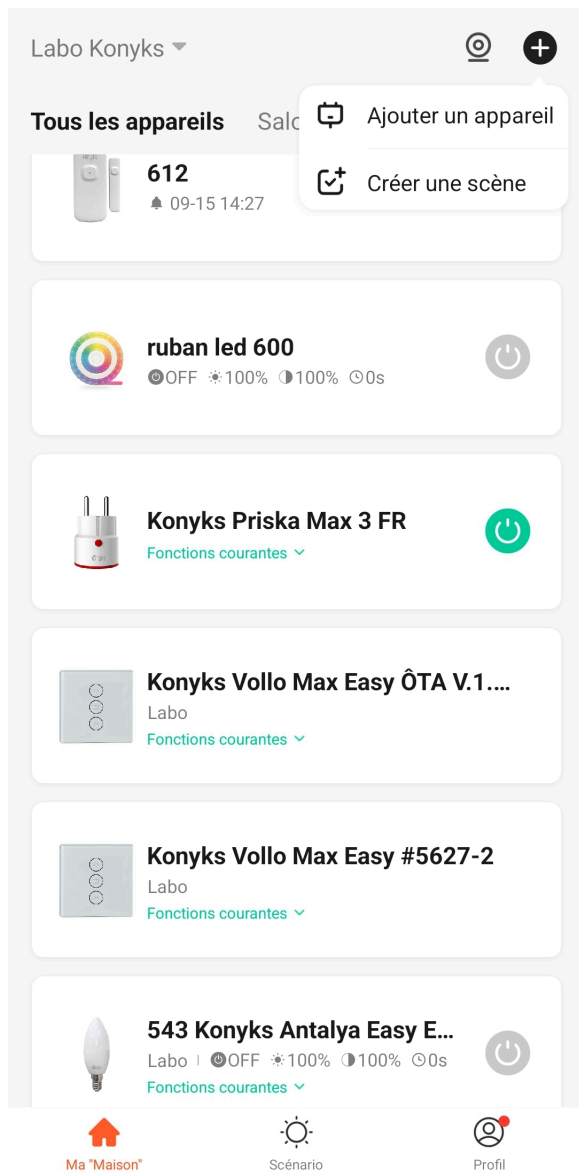 Labo Konyks
Tous les appareils
Ajouter un appareil
Créer une scène
612
09-15 14:27
ruban led 600
OFF 100% 100% 0s
Konyks Priska Max 3 FR
Fonctions courantes
Konyks Vollo Max Easy ÔTA V.1....
Labo
Fonctions courantes
Konyks Vollo Max Easy #5627-2
Labo
Fonctions courantes
543 Konyks Antalya Easy E...
Labo | OFF 100% 100% 0s
Fonctions courantes
Ma "Maison"
Scénario
Profil